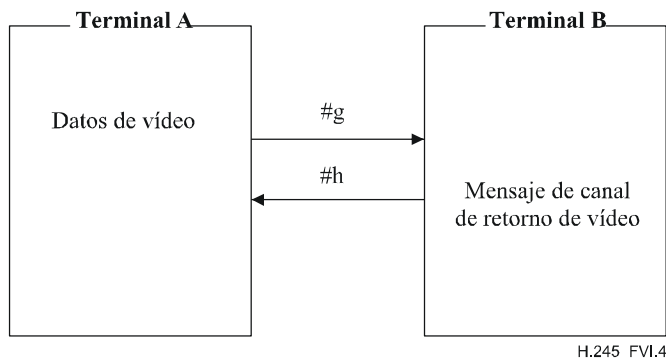 Terminal A
Terminal B
Datos de vídeo
#g
#h
Mensaje de canal
de retorno de vídeo
H.245_FVI.4